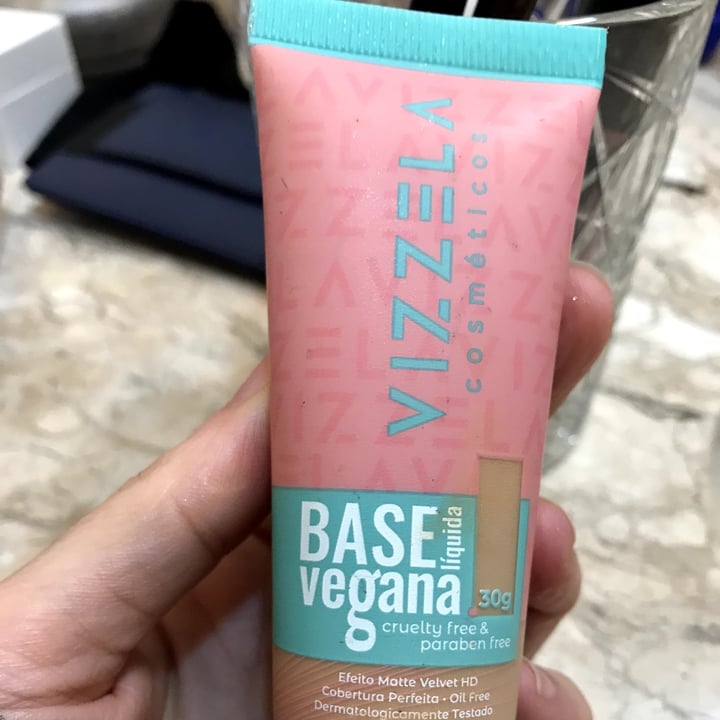 VIZZELA
cosméticos
BASE
líquida
vegana
30g
cruelty free &
paraben free
Efeito Matte Velvet HD
Cobertura Perfeita • Oil Free
Dermatologicamente Testado